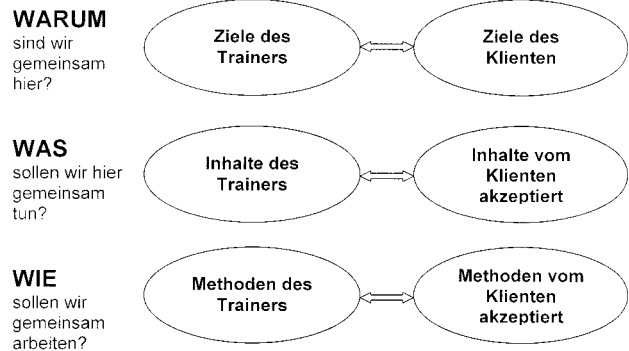 WARUM
sind wir
gemeinsam
hier?
Ziele des
Trainers
Ziele des
Klienten
WAS
sollen wir hier
gemeinsam
tun?
Inhalte des
Trainers
Inhalte vom
Klienten
akzeptiert
WIE
sollen wir
gemeinsam
arbeiten?
Methoden des
Trainers
Methoden vom
Klienten
akzeptiert